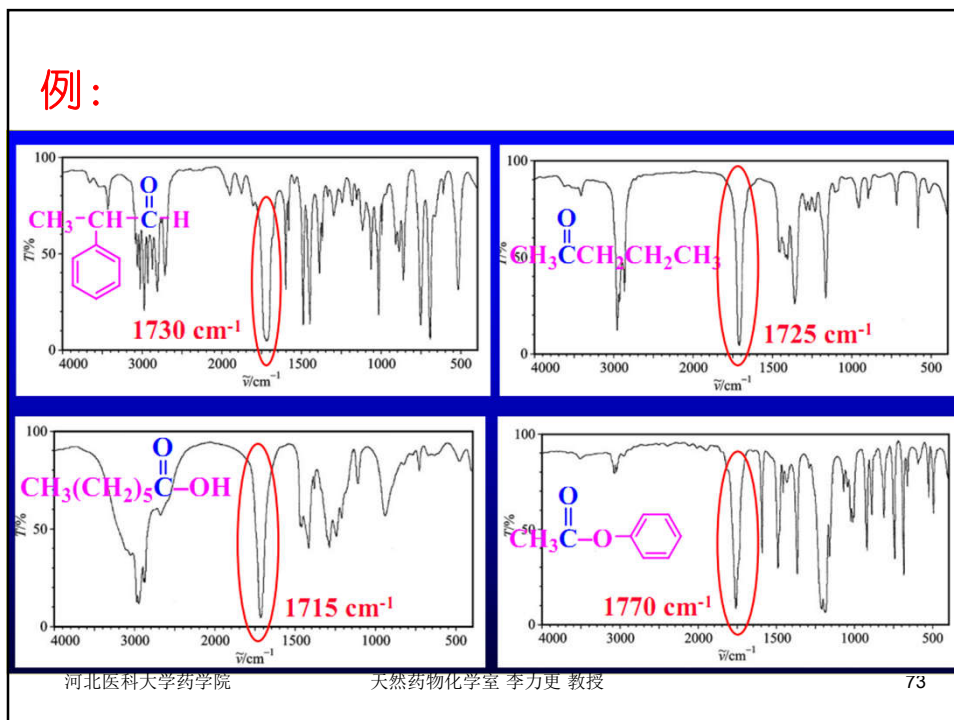 例：
100
50
0
T/%
O
CH₃-CH-C-H
1730 cm⁻¹
4000 3000 2000 1500 1000 500
ṽ/cm⁻¹
100
50
0
T/%
O
CH₃CCH₂CH₂CH₃
1725 cm⁻¹
4000 3000 2000 1500 1000 500
ṽ/cm⁻¹
100
50
0
T/%
O
CH₃(CH₂)₅C-OH
1715 cm⁻¹
4000 3000 2000 1500 1000 500
ṽ/cm⁻¹
100
50
0
T/%
O
CH₃C-O
1770 cm⁻¹
4000 3000 2000 1500 1000 500
ṽ/cm⁻¹
河北医科大学药学院 天然药物化学室 李力更 教授 73